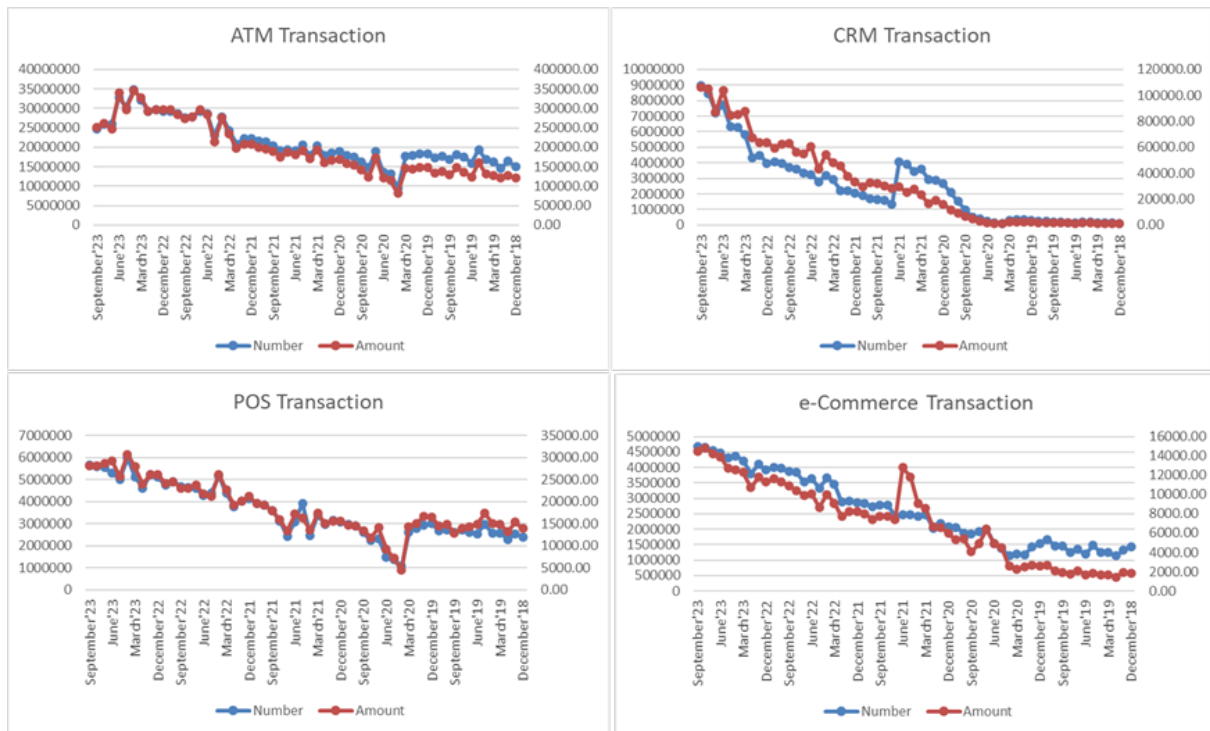 ATM Transaction
40000000
35000000
30000000
25000000
20000000
15000000
10000000
5000000
0
400000.00
350000.00
300000.00
250000.00
200000.00
150000.00
100000.00
50000.00
0.00
September'23
June'23
March'23
December'22
September'22
June'22
March'22
December'21
September'21
June'21
March'21
December'20
September'20
June'20
March'20
December'19
September'19
June'19
March'19
December'18
Number
Amount
CRM Transaction
10000000
9000000
8000000
7000000
6000000
5000000
4000000
3000000
2000000
1000000
0
120000.00
100000.00
80000.00
60000.00
40000.00
20000.00
0.00
September'23
June'23
March'23
December'22
September'22
June'22
March'22
December'21
September'21
June'21
March'21
December'20
September'20
June'20
March'20
December'19
September'19
June'19
March'19
December'18
Number
Amount
POS Transaction
7000000
6000000
5000000
4000000
3000000
2000000
1000000
0
35000.00
30000.00
25000.00
20000.00
15000.00
10000.00
5000.00
0.00
September'23
June'23
March'23
December'22
September'22
June'22
March'22
December'21
September'21
June'21
March'21
December'20
September'20
June'20
March'20
December'19
September'19
June'19
March'19
December'18
Number
Amount
e-Commerce Transaction
5000000
4500000
4000000
3500000
3000000
2500000
2000000
1500000
1000000
500000
0
16000.00
14000.00
12000.00
10000.00
8000.00
6000.00
4000.00
2000.00
0.00
September'23
June'23
March'23
December'22
September'22
June'22
March'22
December'21
September'21
June'21
March'21
December'20
September'20
June'20
March'20
December'19
September'19
June'19
March'19
December'18
Number
Amount